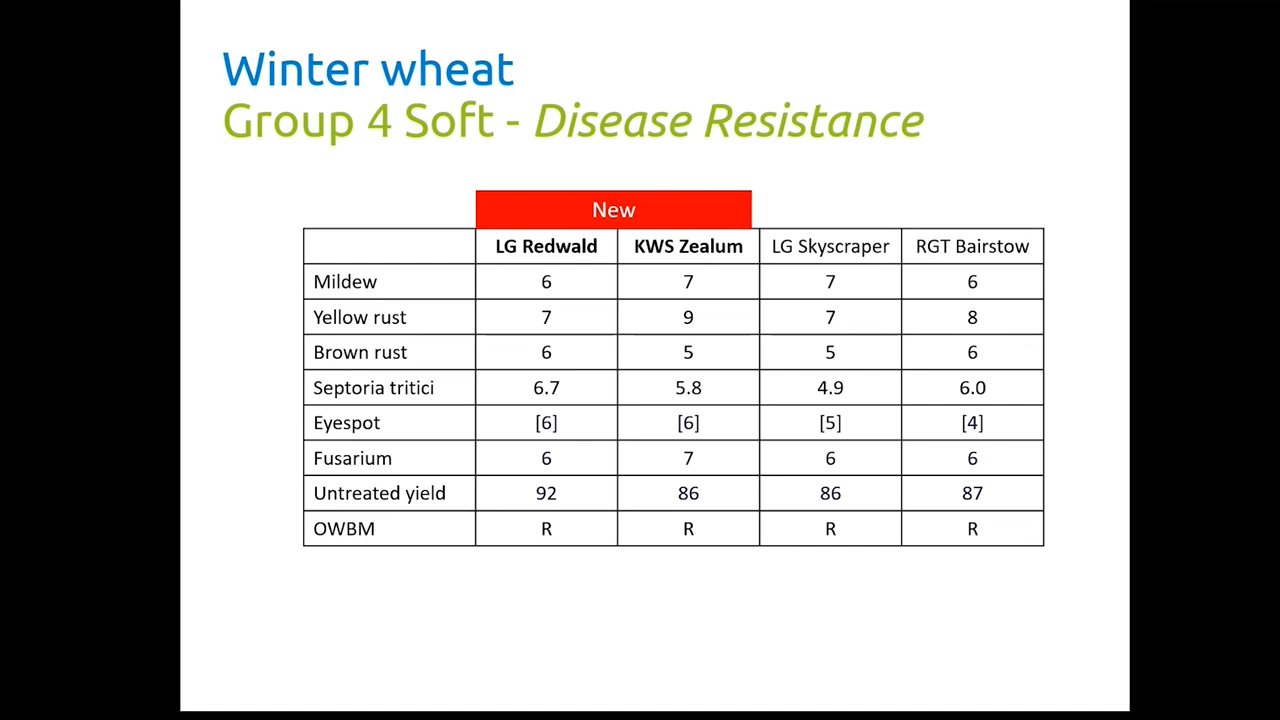 Winter wheat
Group 4 Soft - Disease Resistance
New
LG Redwald KWS Zealum LG Skyscraper RGT Bairstow
Mildew 6 7 7 6
Yellow rust 7 9 7 8
Brown rust 6 5 5 6
Septoria tritici 6.7 5.8 4.9 6.0
Eyespot [6] [6] [5] [4]
Fusarium 6 7 6 6
Untreated yield 92 86 86 87
OWBM R R R R